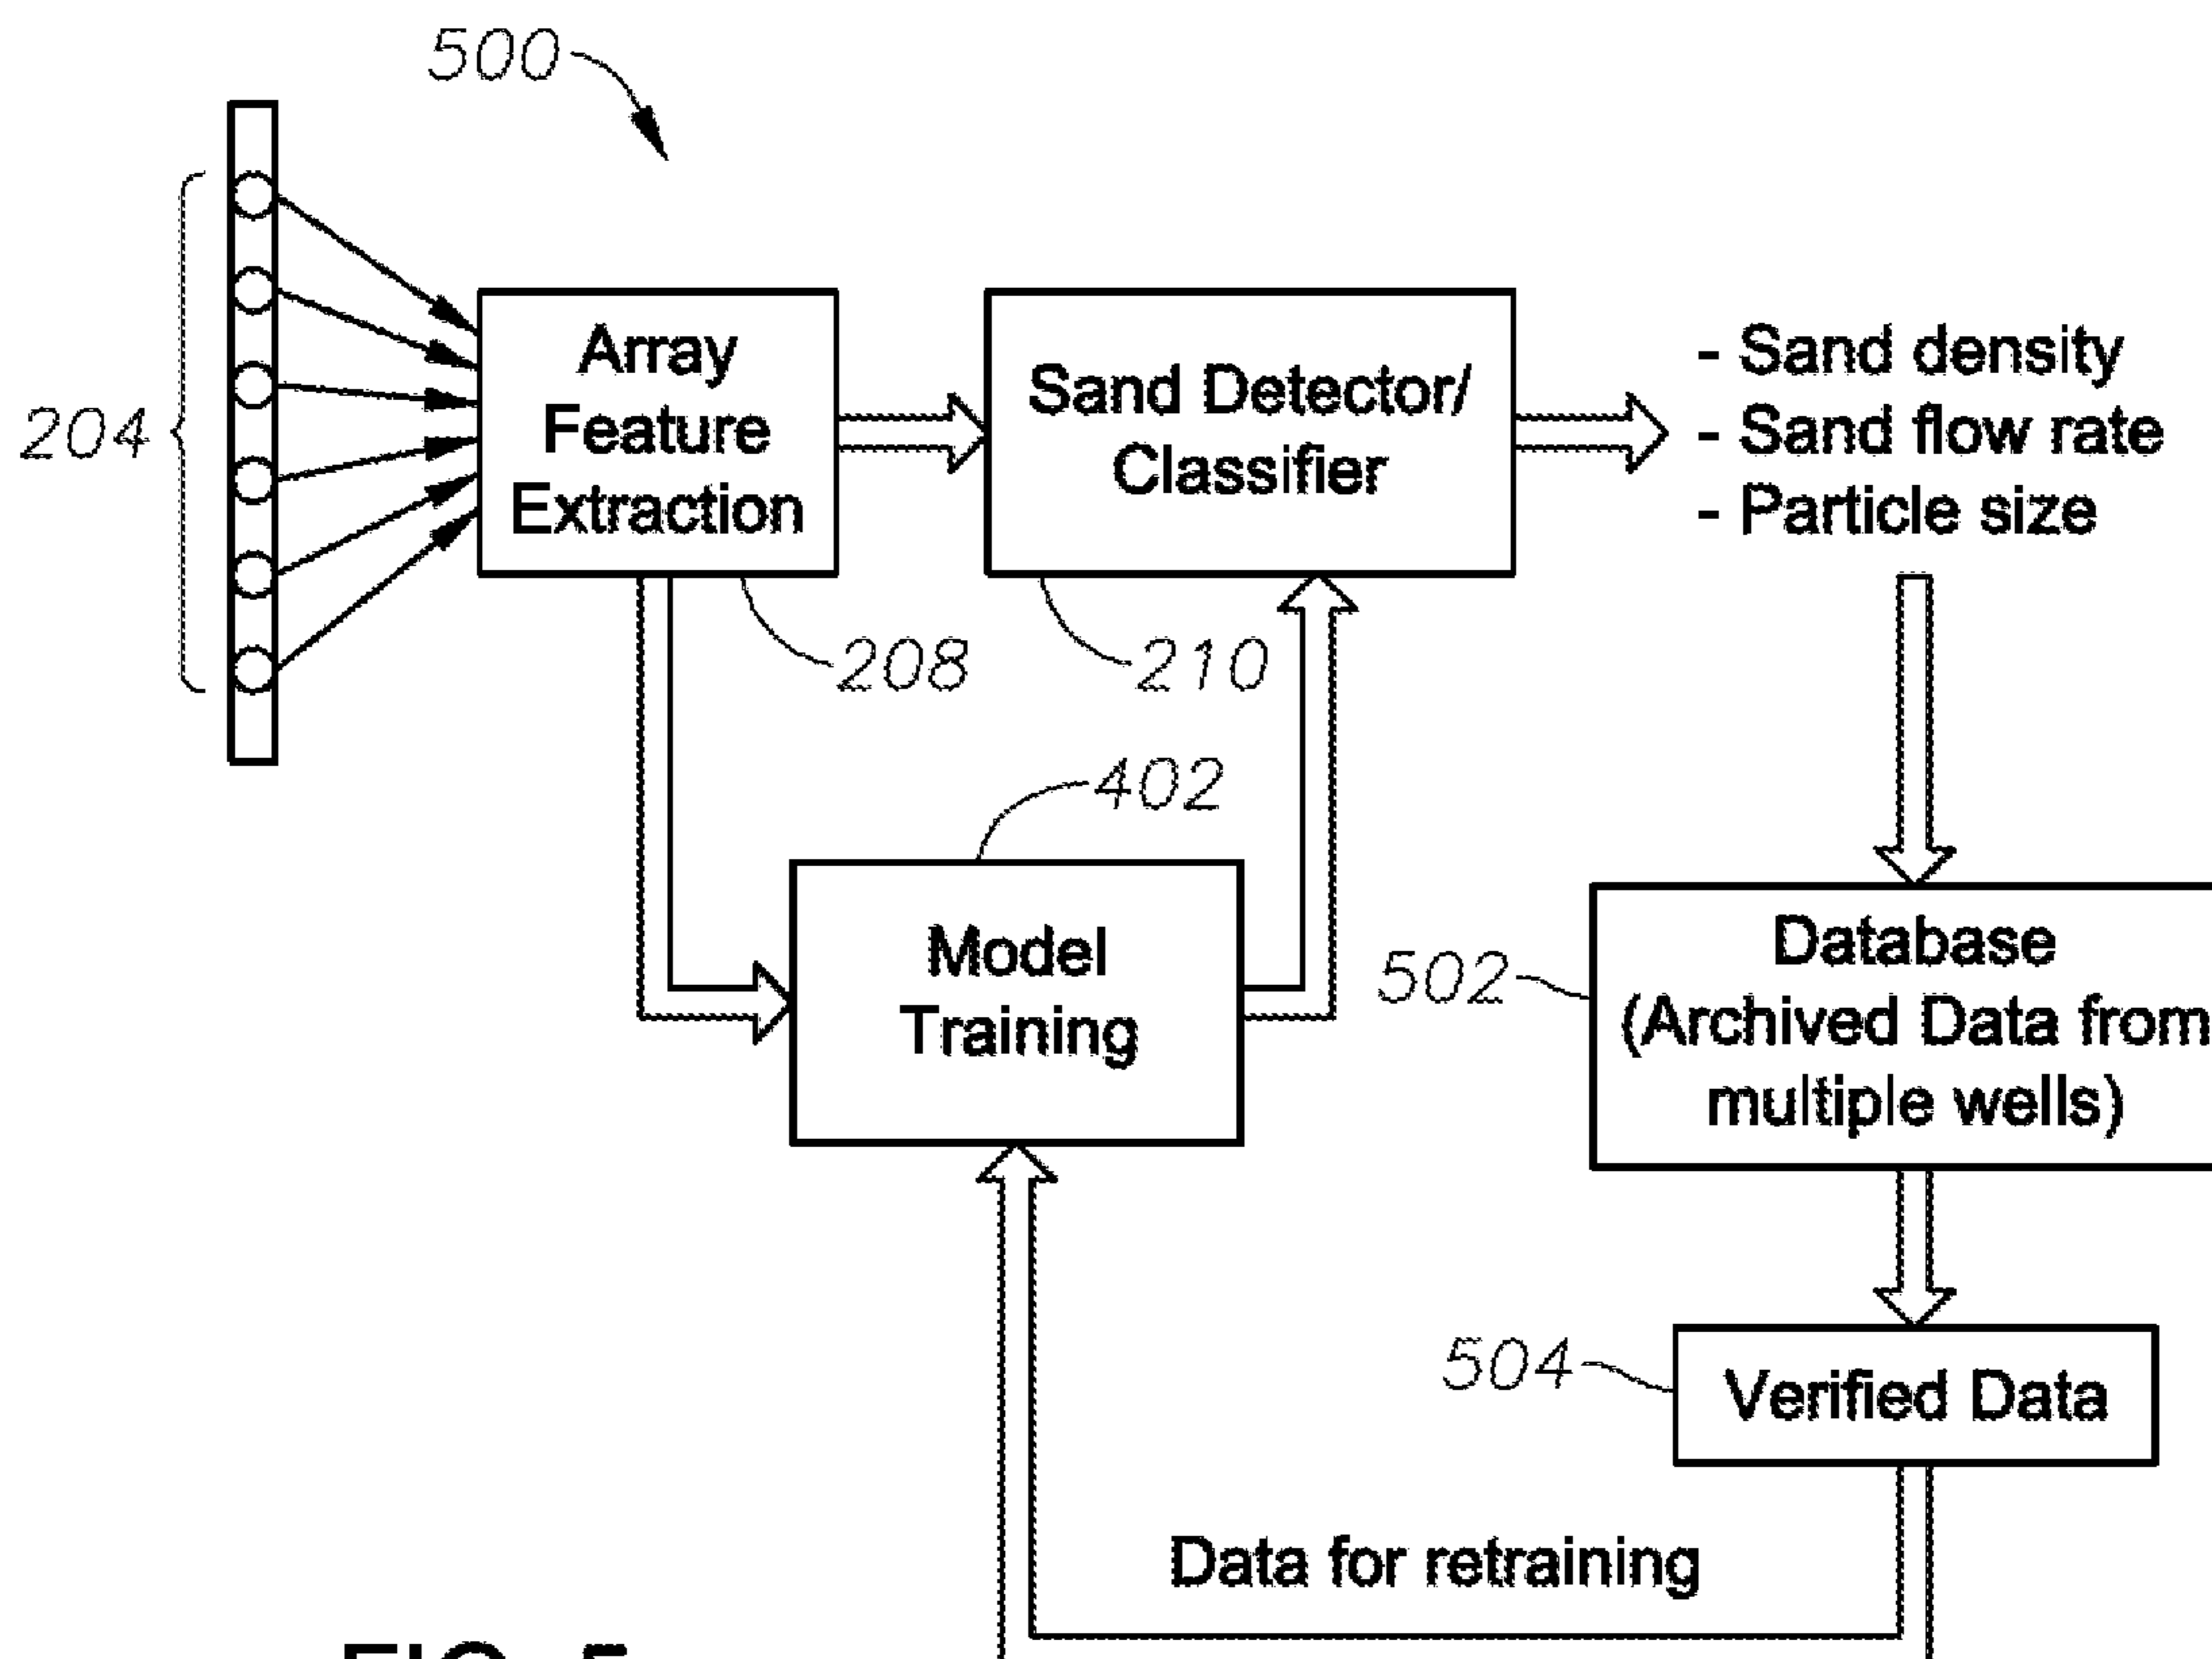 500
204
Array
Feature
Extraction
Sand Detector/
Classifier
- Sand density
- Sand flow rate
- Particle size
208
210
402
Model
Training
502
Database
(Archived Data from
multiple wells)
504
Verified Data
Data for retraining